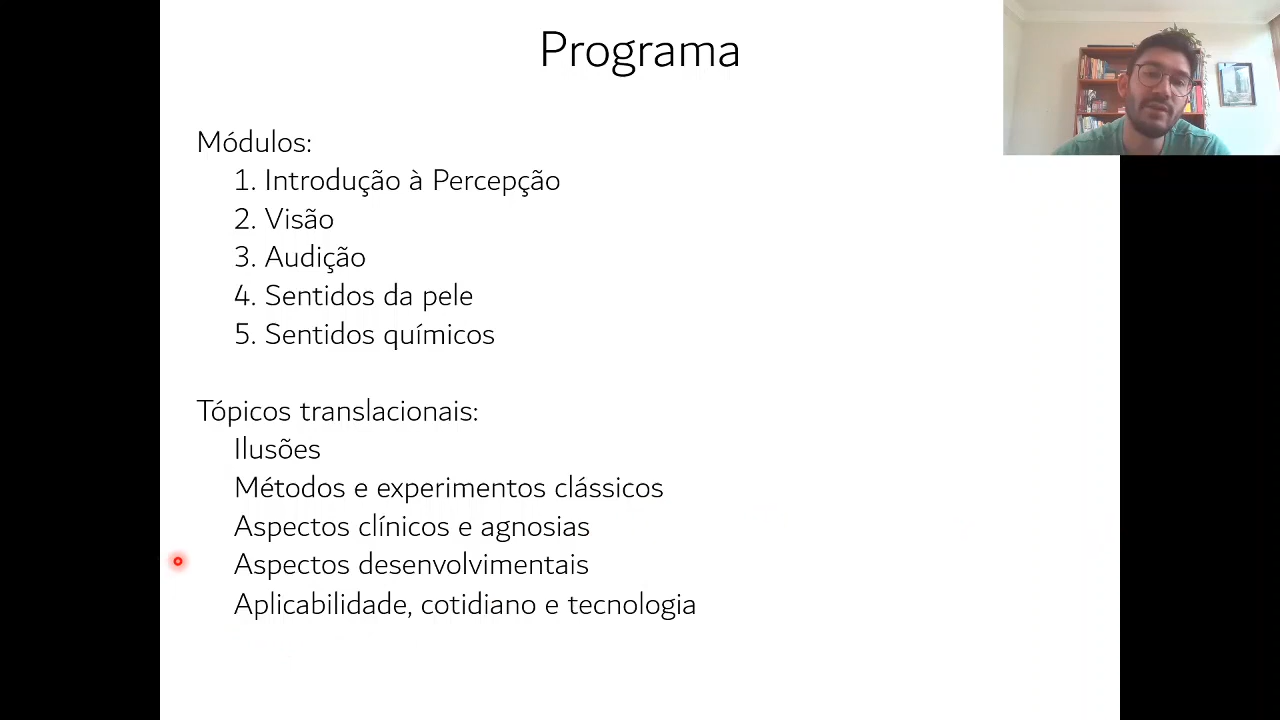 Programa
Módulos:
1. Introdução à Percepção
2. Visão
3. Audição
4. Sentidos da pele
5. Sentidos químicos
Tópicos translacionais:
Ilusões
Métodos e experimentos clássicos
Aspectos clínicos e agnosias
Aspectos desenvolvimentais
Aplicabilidade, cotidiano e tecnologia